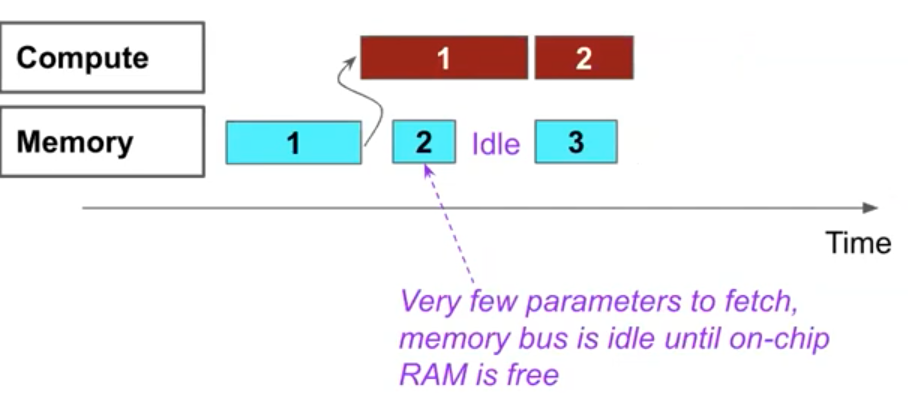 Compute
1
2
Memory
1
2
Idle
3
Time
Very few parameters to fetch,
memory bus is idle until on-chip
RAM is free